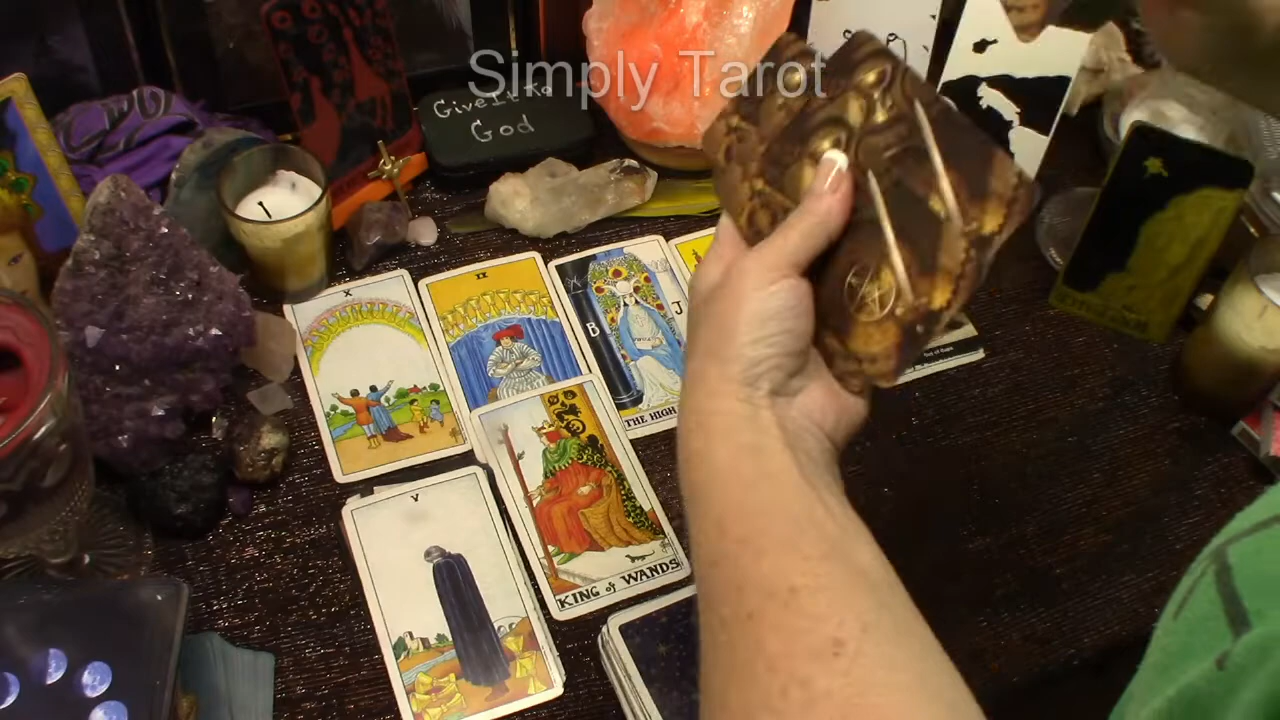 Simply Tarot
Give It to
God
X
II
B
J
THE HIGH
KING of WANDS
V